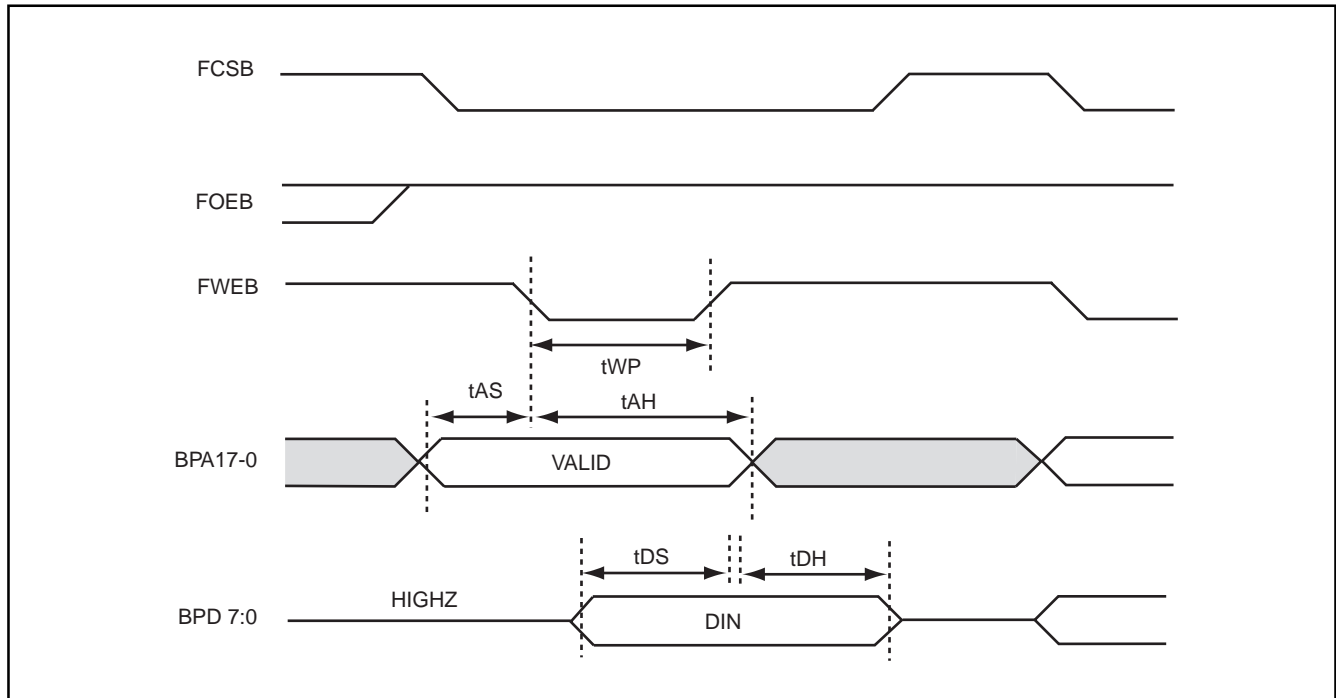 FCSB
FOEB
FWEB
tWP
tAS
tAH
BPA17-0
VALID
tDS
tDH
HIGHZ
BPD 7:0
DIN